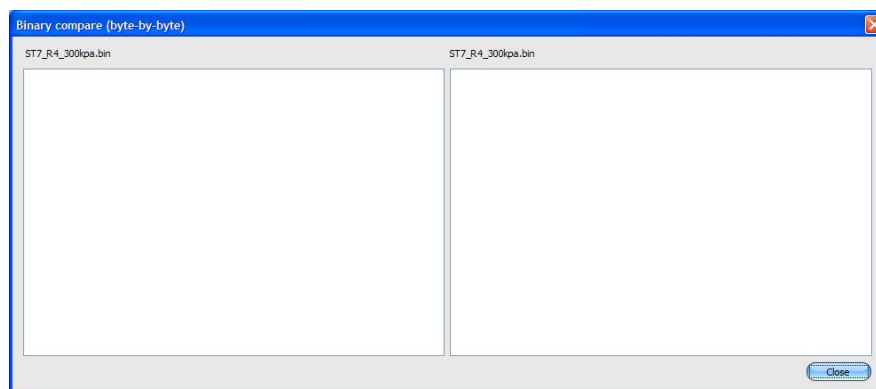 Binary compare (byte-by-byte)
ST7_R4_300kpa.bin ST7_R4_300kpa.bin
Close